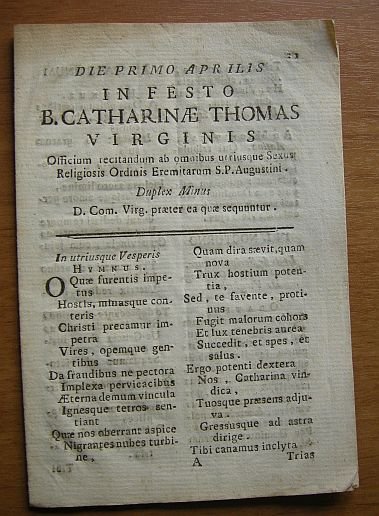 DIE PRIMO APRILIS
IN FESTO
B. CATHARINÆ THOMAS
VIRGINIS
Officium recitandum ab omnibus utriusque Sexus
Religiosis Ordinis Eremitarum S.P. Augustini.
Duplex Minus
D. Com. Virg. præter ea quæ sequuntur.
In utriusque Vesperis
HYMNUS.
O Quæ furentis impe-
tus
Hostis, minasque con-
teris
Christi precamur im-
petra
Vires, opemque gen-
tibus
Da fraudibus ne pectora
Implexa pervicacibus
Æterna demum vincula
Ignesque tetros sen-
tiant
Quæ nos oberrant aspice
Nigrantes nubes turbi-
ne,
Quam dira sævit, quam
nova
Trux hostium poten-
tia,
Sed, te favente, proti-
nus
Fugit malorum cohors
Et lux tenebris aurea
Succedit, et spes, et
salus.
Ergo potenti dextera
Nos, Catharina vin-
dica,
Tuosque præsens adju-
va.
Gressusque ad astra
dirige.
Tibi canamus inclyta
A Trias